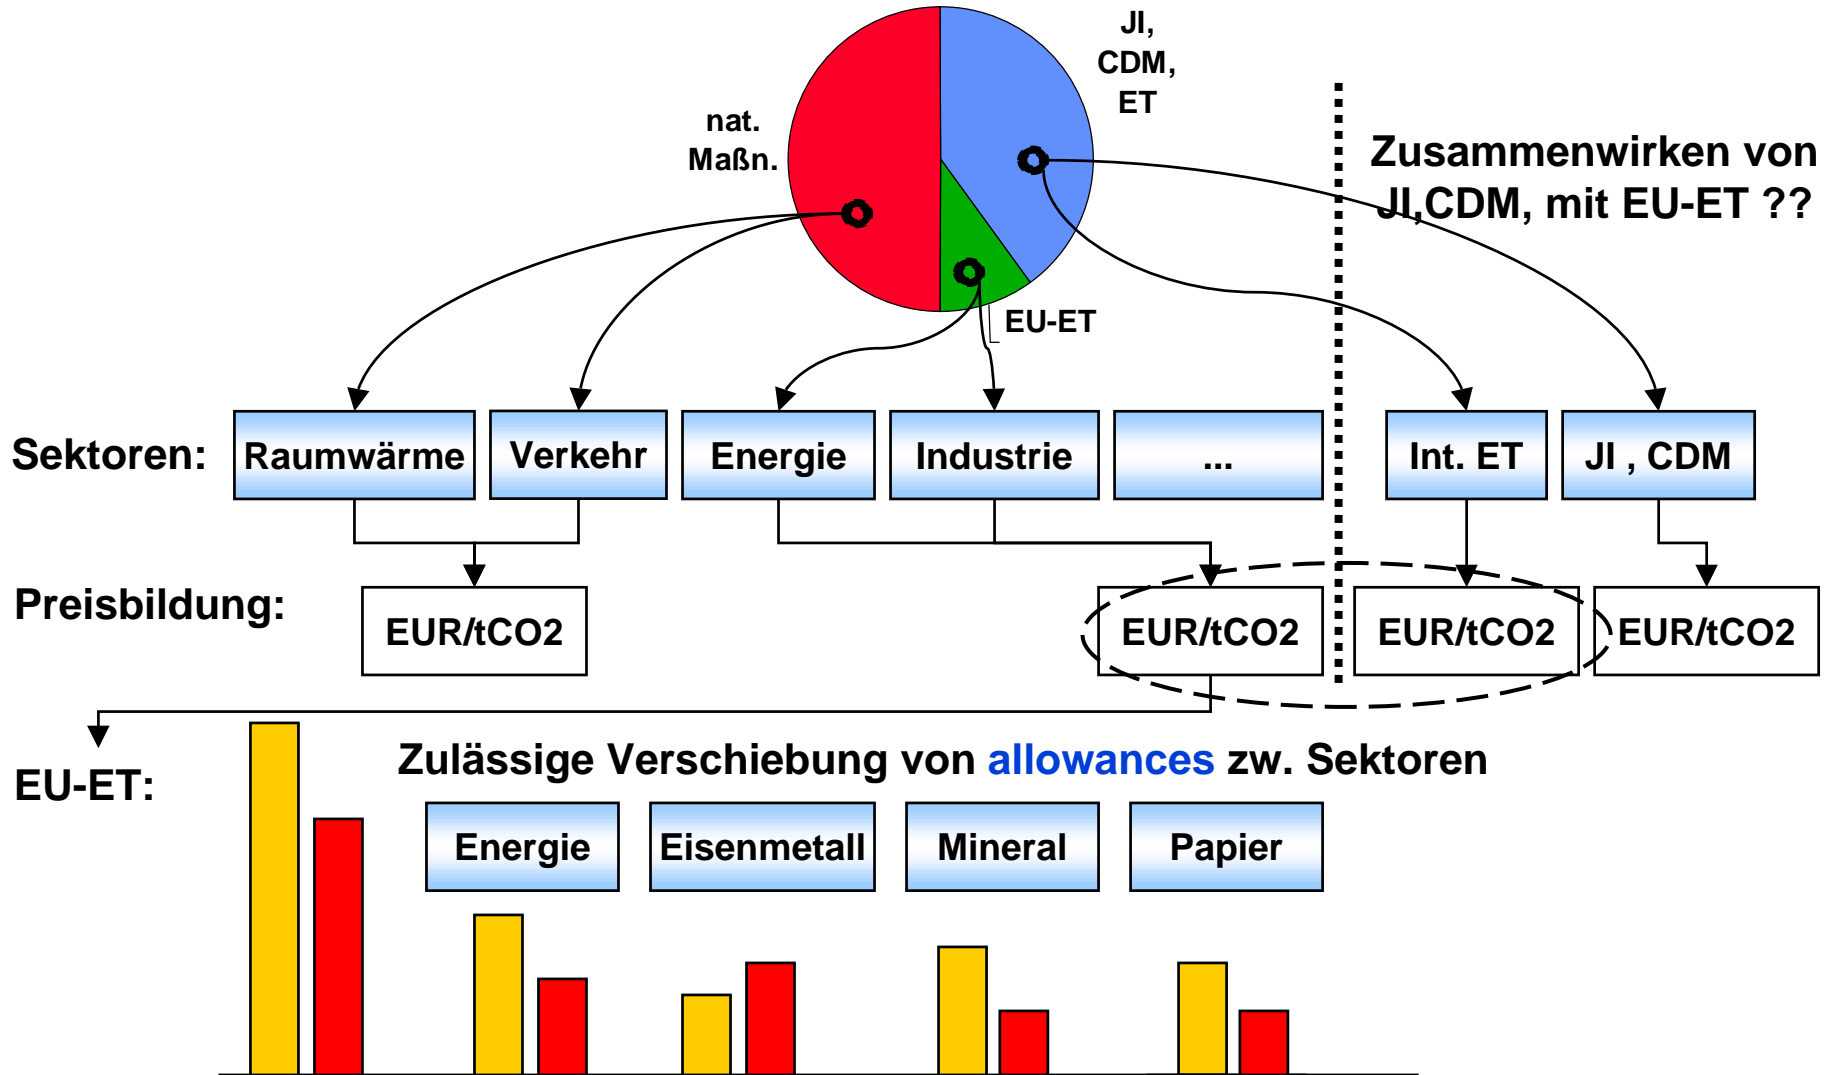 JI,
CDM,
ET
nat.
Maßn.
Zusammenwirken von
JI,CDM, mit EU-ET ??
EU-ET
Sektoren:
Raumwärme
Verkehr
Energie
Industrie
...
Int. ET
JI , CDM
Preisbildung:
EUR/tCO2
EUR/tCO2
EUR/tCO2
EUR/tCO2
EU-ET:
Zulässige Verschiebung von allowances zw. Sektoren
Energie
Eisenmetall
Mineral
Papier